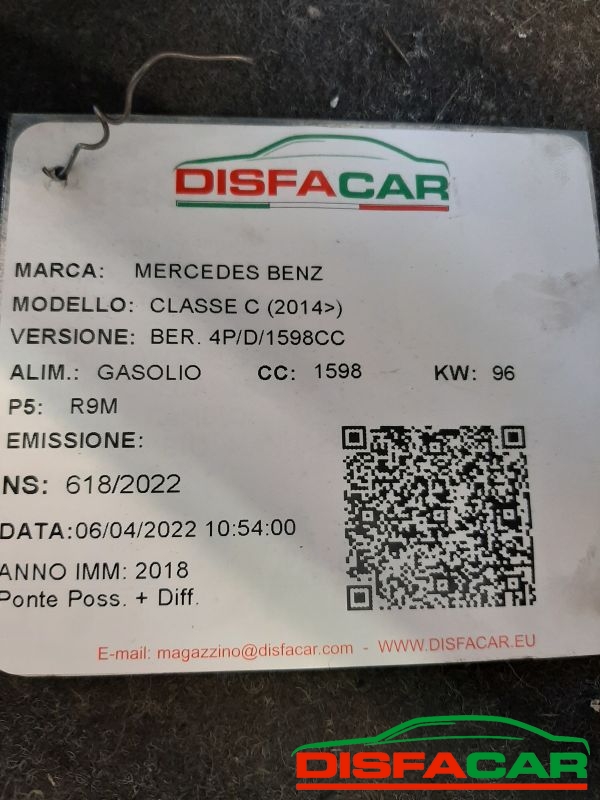 DISFACAR
MARCA: MERCEDES BENZ
MODELLO: CLASSE C (2014>)
VERSIONE: BER. 4P/D/1598CC
ALIM.: GASOLIO CC: 1598 KW: 96
P5: R9M
EMISSIONE:
NS: 618/2022
DATA:06/04/2022 10:54:00
ANNO IMM: 2018
Ponte Poss. + Diff.
E-mail: magazzino@disfacar.com - WWW.DISFACAR.EU
DISFACAR